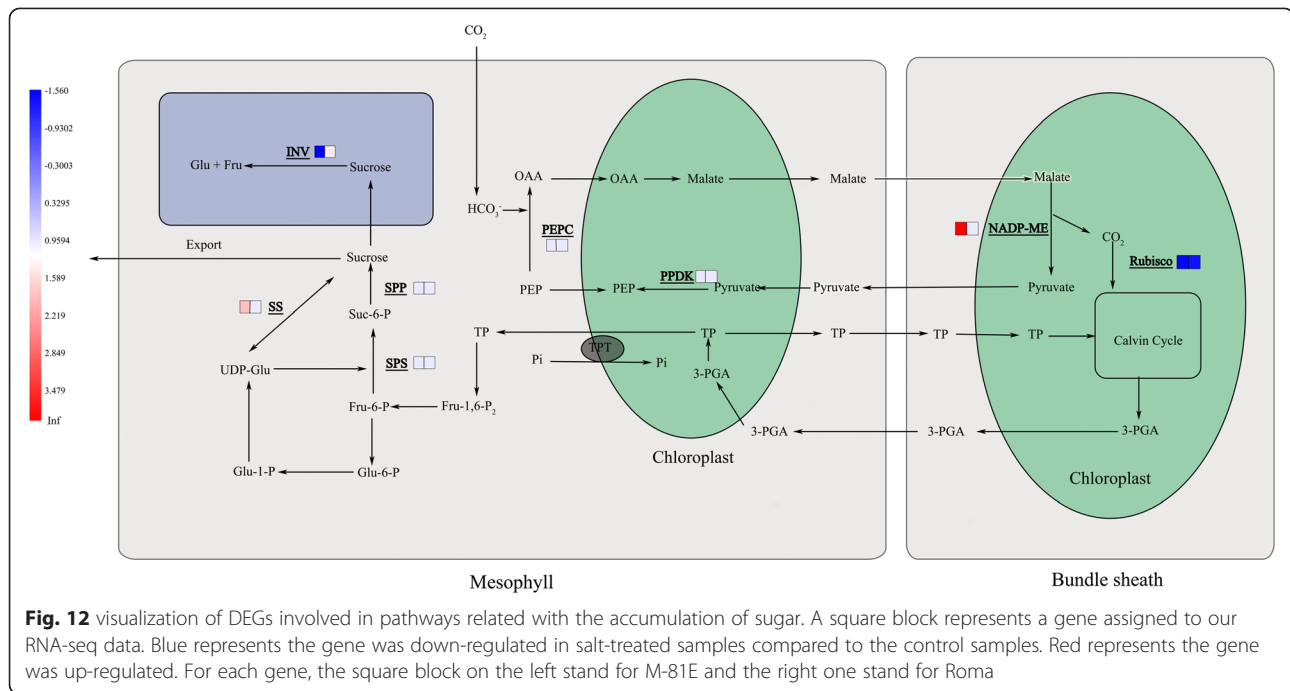 CO2
-1.560
-0.9302
-0.3003
0.3295
0.9594
1.589
2.219
2.849
3.479
Inf
INV
Glu + Fru
Sucrose
Export
Sucrose
SPP
SS
Suc-6-P
UDP-Glu
SPS
Fru-6-P
Fru-1,6-P2
Glu-1-P
Glu-6-P
OAA
OAA
Malate
Malate
Malate
HCO3-
PEPC
NADP-ME
CO2
Rubisco
PPDK
PEP
PEP
Pyruvate
Pyruvate
Pyruvate
TP
TP
TP
TP
TP
Calvin Cycle
TPT
Pi
Pi
3-PGA
3-PGA
3-PGA
3-PGA
Chloroplast
Chloroplast
Mesophyll
Bundle sheath
Fig. 12 visualization of DEGs involved in pathways related with the accumulation of sugar. A square block represents a gene assigned to our
RNA-seq data. Blue represents the gene was down-regulated in salt-treated samples compared to the control samples. Red represents the gene
was up-regulated. For each gene, the square block on the left stand for M-81E and the right one stand for Roma